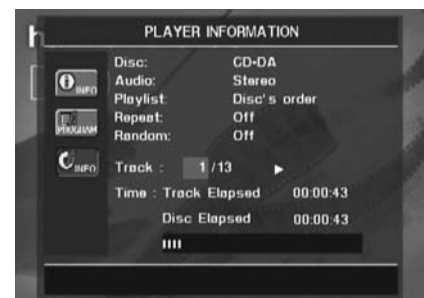 h
PLAYER INFORMATION
Disc: CD-DA
INFO Audio: Stereo
Playlist: Disc's order
PROGRAM Repeat: Off
Random: Off
INFO Track : 1 /13
Time : Track Elapsed 00:00:43
Disc Elapsed 00:00:43